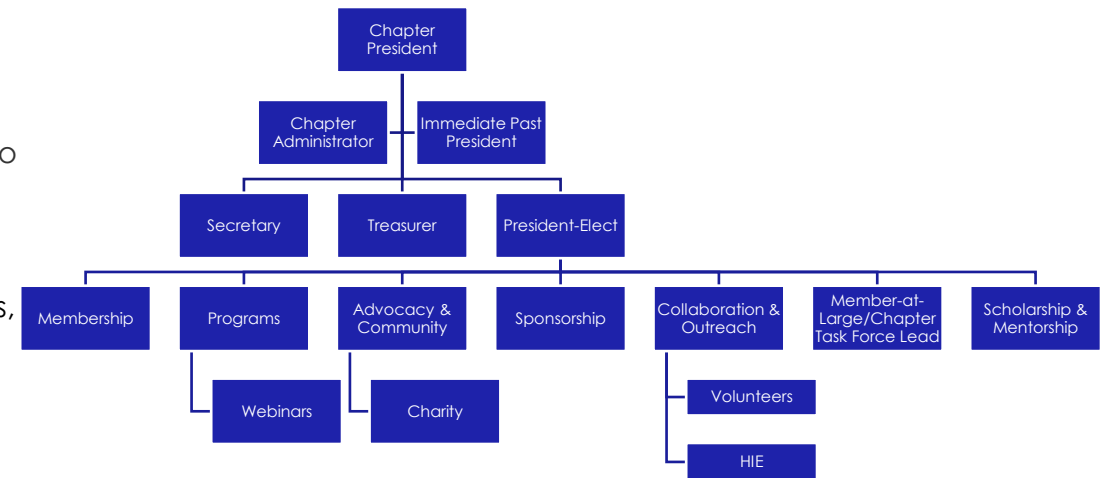 Chapter
President
Chapter
Administrator
Immediate Past
President
o
Secretary
Treasurer
President-Elect
s,
Membership
Programs
Advocacy &
Community
Sponsorship
Collaboration &
Outreach
Member-at-
Large/Chapter
Task Force Lead
Scholarship &
Mentorship
Webinars
Charity
Volunteers
HIE